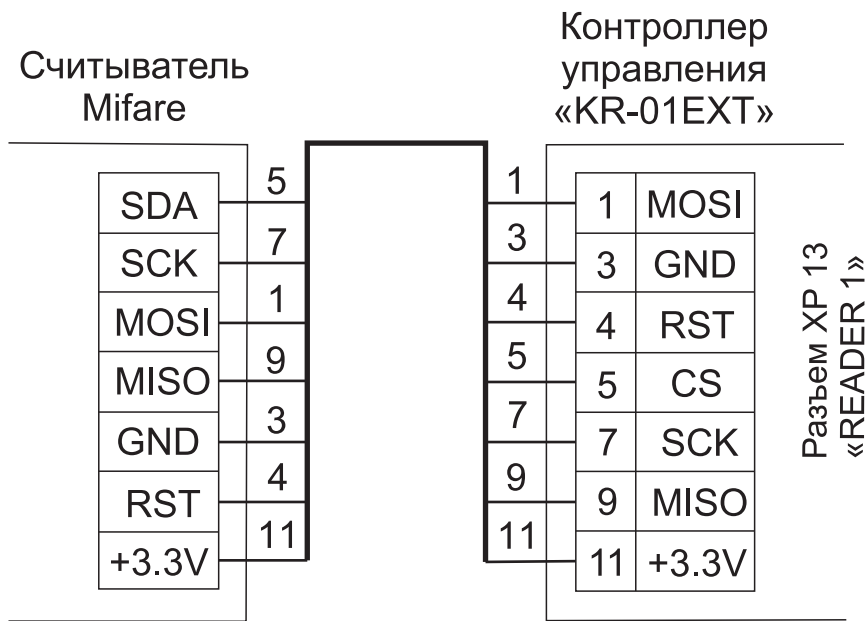 Считыватель
Mifare
Контроллер
управления
«KR-01EXT»
SDA 5
SCK 7
MOSI 1
MISO 9
GND 3
RST 4
+3.3V 11
1 1 MOSI
3 3 GND
4 4 RST
5 5 CS
7 7 SCK
9 9 MISO
11 11 +3.3V
Разъем XP 13
«READER 1»